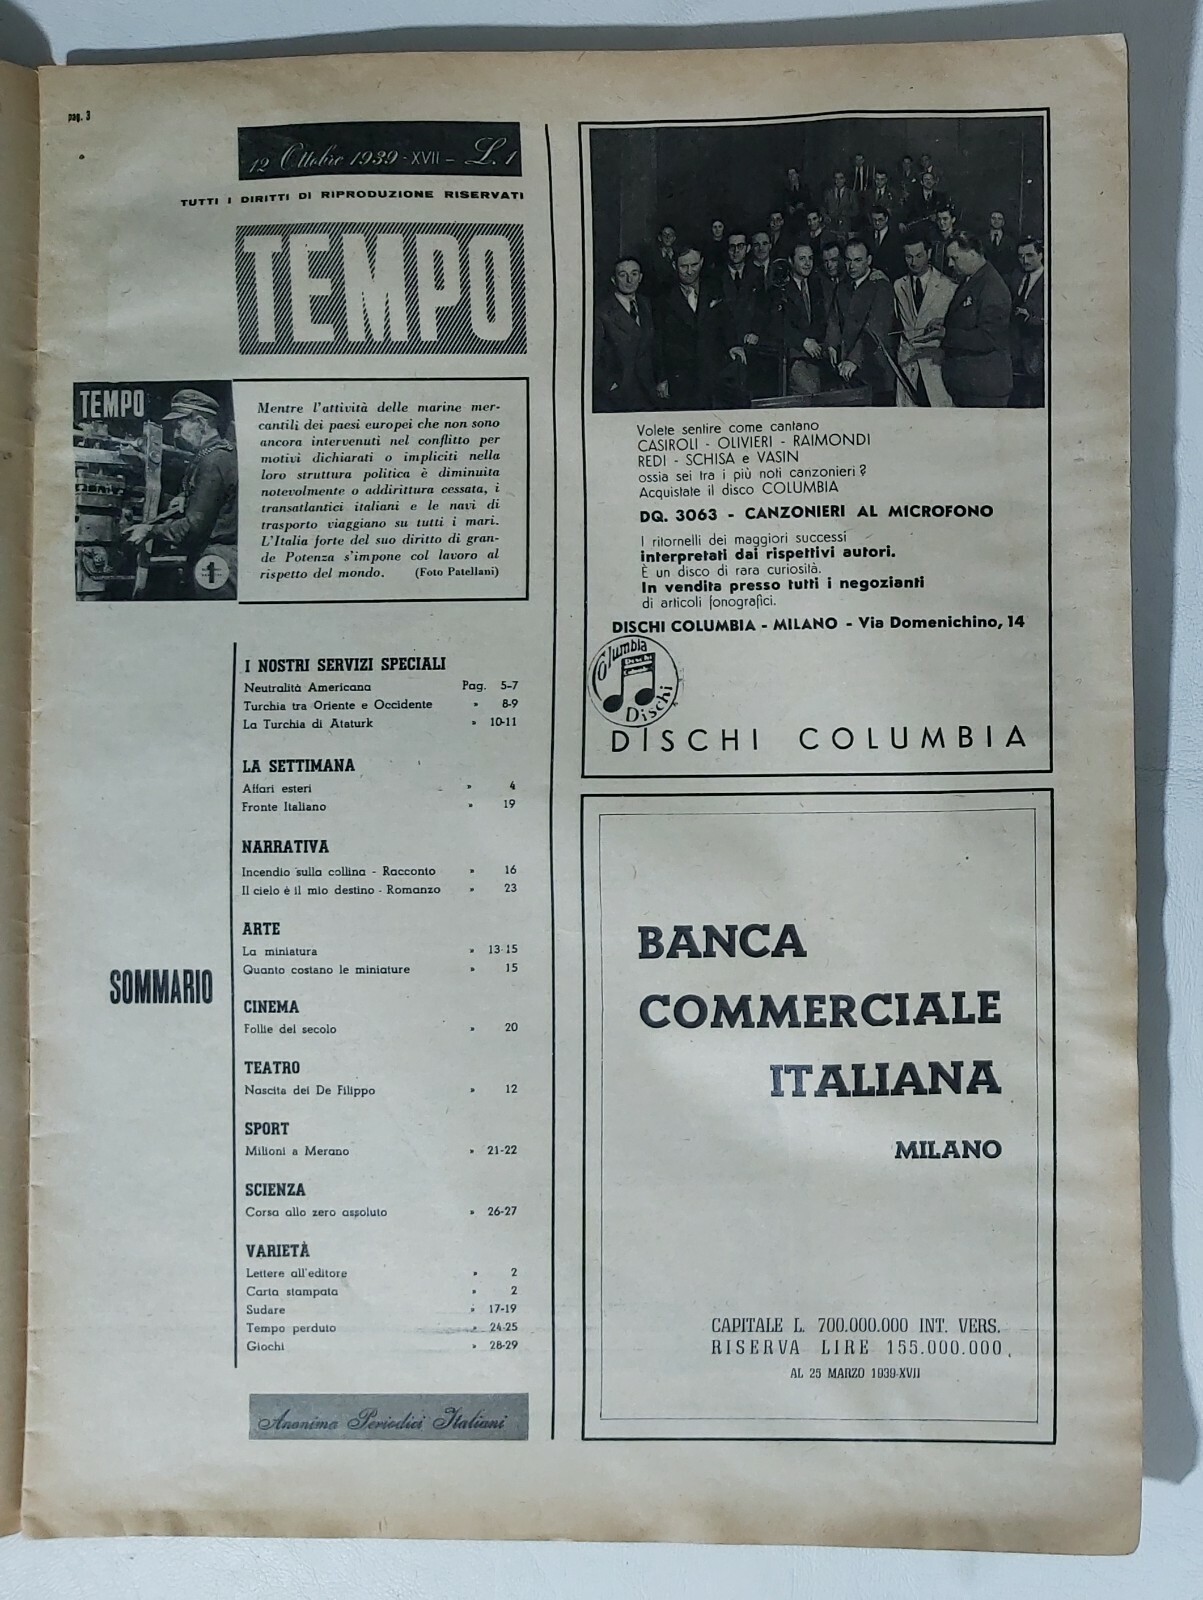 pag. 3
12 Ottobre 1939 - XVII - L. 1
TUTTI I DIRITTI DI RIPRODUZIONE RISERVATI
TEMPO
TEMPO
Mentre l'attività delle marine mer-
cantili dei paesi europei che non sono
ancora intervenuti nel conflitto per
motivi dichiarati o impliciti nella
loro struttura politica è diminuita
notevolmente o addirittura cessata, i
transatlantici italiani e le navi di
trasporto viaggiano su tutti i mari.
L'Italia forte del suo diritto di gran-
de Potenza s'impone col lavoro al
rispetto del mondo. (Foto Patellani)
SOMMARIO
I NOSTRI SERVIZI SPECIALI
Neutralità Americana Pag. 5-7
Turchia tra Oriente e Occidente » 8-9
La Turchia di Ataturk » 10-11
LA SETTIMANA
Affari esteri » 4
Fronte Italiano » 19
NARRATIVA
Incendio sulla collina - Racconto » 16
Il cielo è il mio destino - Romanzo » 23
ARTE
La miniatura » 13-15
Quanto costano le miniature » 15
CINEMA
Follie del secolo » 20
TEATRO
Nascita dei De Filippo » 12
SPORT
Milioni a Merano » 21-22
SCIENZA
Corsa allo zero assoluto » 26-27
VARIETÀ
Lettere all'editore » 2
Carta stampata » 2
Sudare » 17-19
Tempo perduto » 24-25
Giochi » 28-29
Anonima Periodici Italiani
Volete sentire come cantano
CASIROLI - OLIVIERI - RAIMONDI
REDI - SCHISA e VASIN
ossia sei tra i più noti canzonieri?
Acquistate il disco COLUMBIA
DQ. 3063 - CANZONIERI AL MICROFONO
I ritornelli dei maggiori successi
interpretati dai rispettivi autori.
È un disco di rara curiosità.
In vendita presso tutti i negozianti
di articoli fonografici.
DISCHI COLUMBIA - MILANO - Via Domenichino, 14
Columbia
Dischi
Columbia
Dischi
DISCHI COLUMBIA
BANCA
COMMERCIALE
ITALIANA
MILANO
CAPITALE L. 700.000.000 INT. VERS.
RISERVA LIRE 155.000.000
AL 25 MARZO 1939-XVII